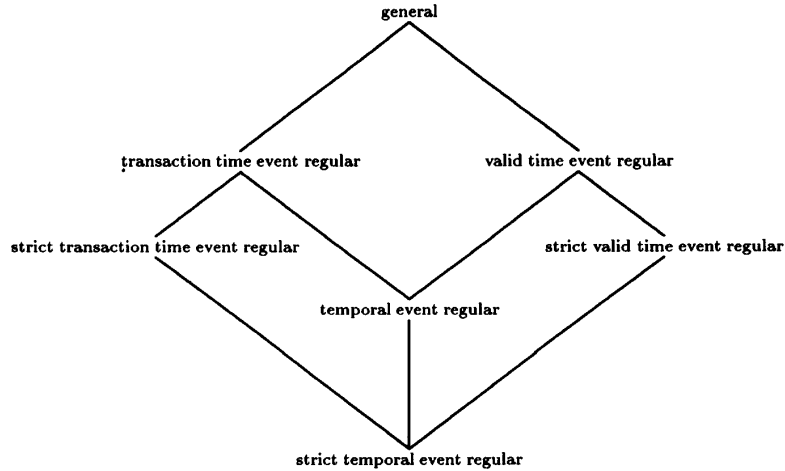 general
transaction time event regular
valid time event regular
strict transaction time event regular
strict valid time event regular
temporal event regular
strict temporal event regular